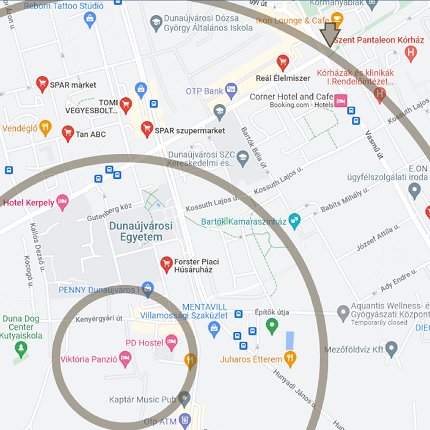 Reborn Tattoo Studio
Dunaújvárosi Dózsa
György Általános Iskola
Ikon Lounge & Cafe
Kormányablak
Szent Pantaleon Kórház
Reál Élelmiszer
Kórházak és klinikák
I.Rendelőintézet...
SPAR market
OTP Bank
Corner Hotel and Cafe
Booking.com - Hotels
TOMI
VEGYESBOLT...
Vendéglő
Tan ABC
SPAR szupermarket
Kossuth Lajos u.
Vasmű út
Bartók Béla út
Dunaújvárosi SZC
Kereskedelmi és...
E.ON
ügyfélszolgálati iroda
Kossuth Lajos u.
Babits Mihály u.
Hotel Kerpely
Gutenberg köz
Kossuth Lajos u.
Dunaújvárosi
Egyetem
Bartók Kamaraszínház
József Attila u.
Kallós Dezső u.
Kocogó u.
Forster Piaci
Húsáruház
Ady Endre u.
PENNY Dunaújváros I
MENTAVILL
Villamossági Szaküzlet
Építők útja
Aquantis Wellness- é
Gyógyászati Központ
Temporarily closed
Kenyérgyári út
Duna Dog
Center
Kutyaiskola
PD Hostel
Viktória Panzió
Juharos Étterem
Mezőföldvíz Kft
Hunyadi János u.
Kaptár Music Pub
Otp ATM